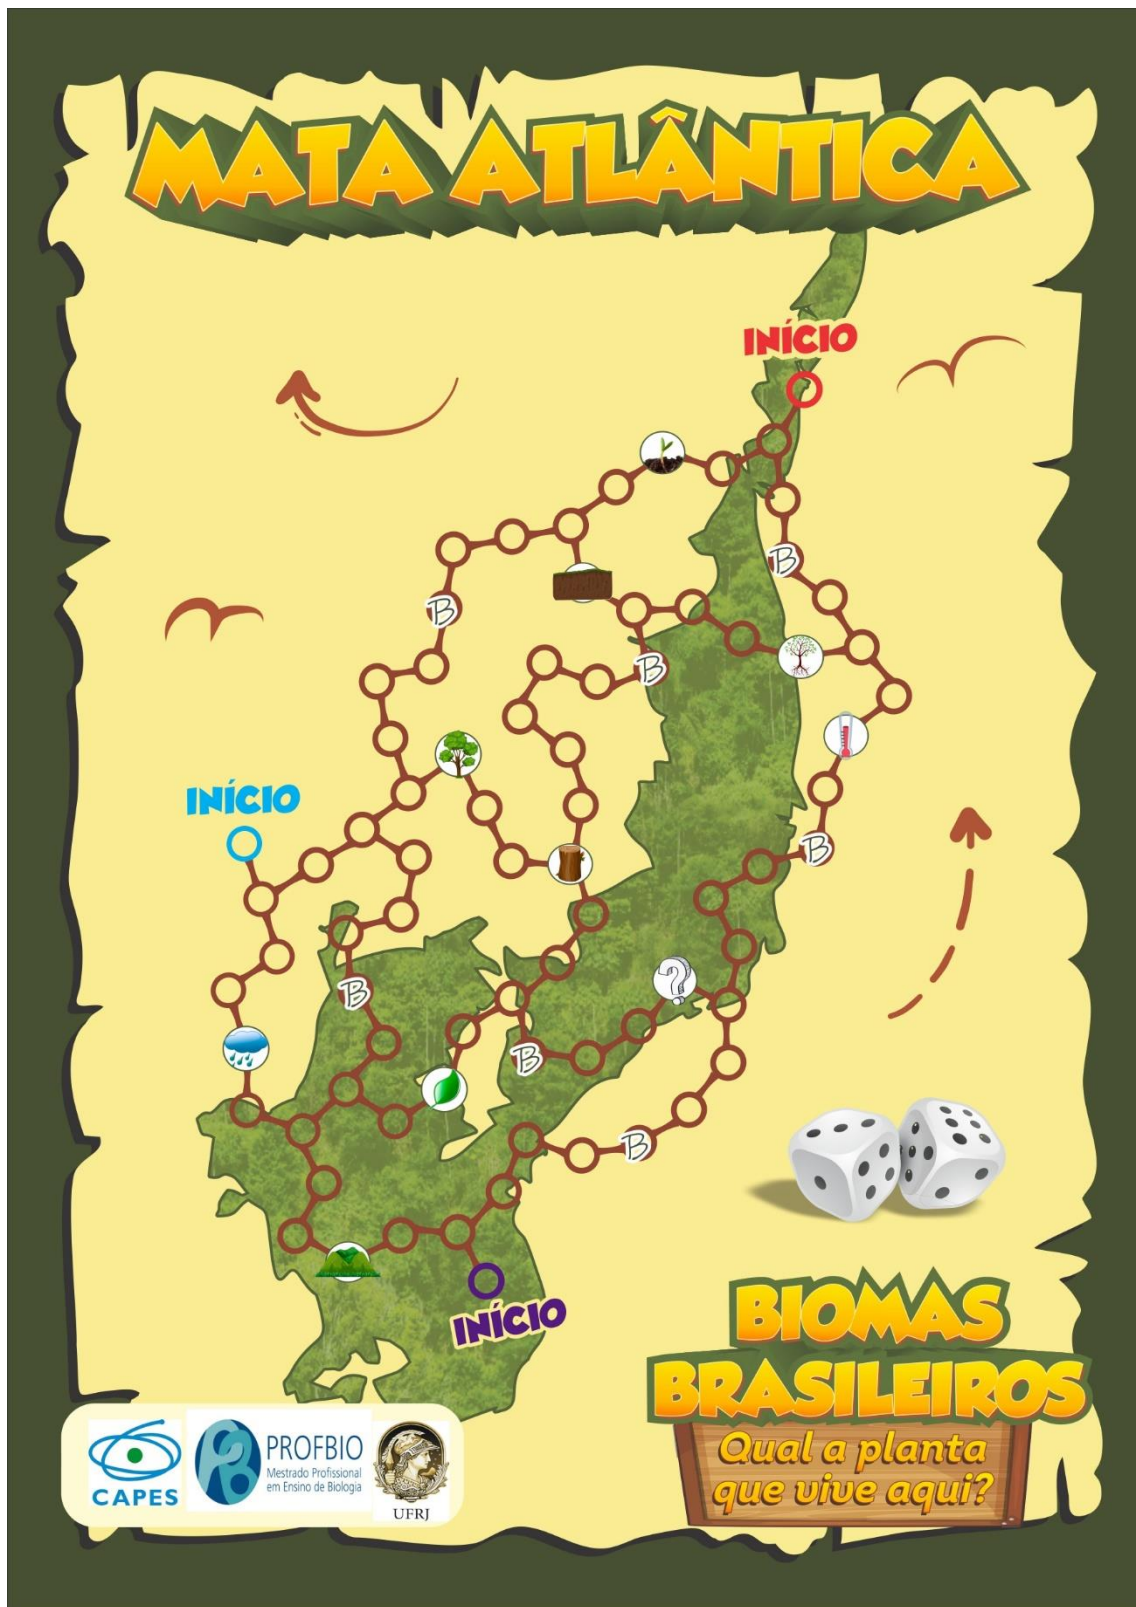 MATA ATLÂNTICA
INÍCIO
B
B
B
INÍCIO
B
B
B
B
INÍCIO
BIOMAS
BRASILEIROS
Qual a planta
que vive aqui?
CAPES
PROFBIO
Mestrado Profissional
em Ensino de Biologia
UFRJ